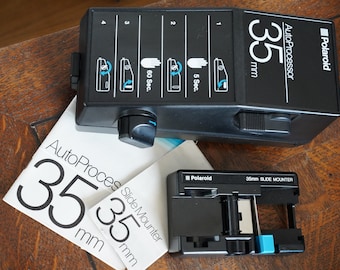 Polaroid
AutoProcessor
35
mm
1
2
3
4
5 Sec.
60 Sec.
AutoProcessor
35
mm
Slide Mounter
35
mm
Polaroid
35mm SLIDE MOUNTER